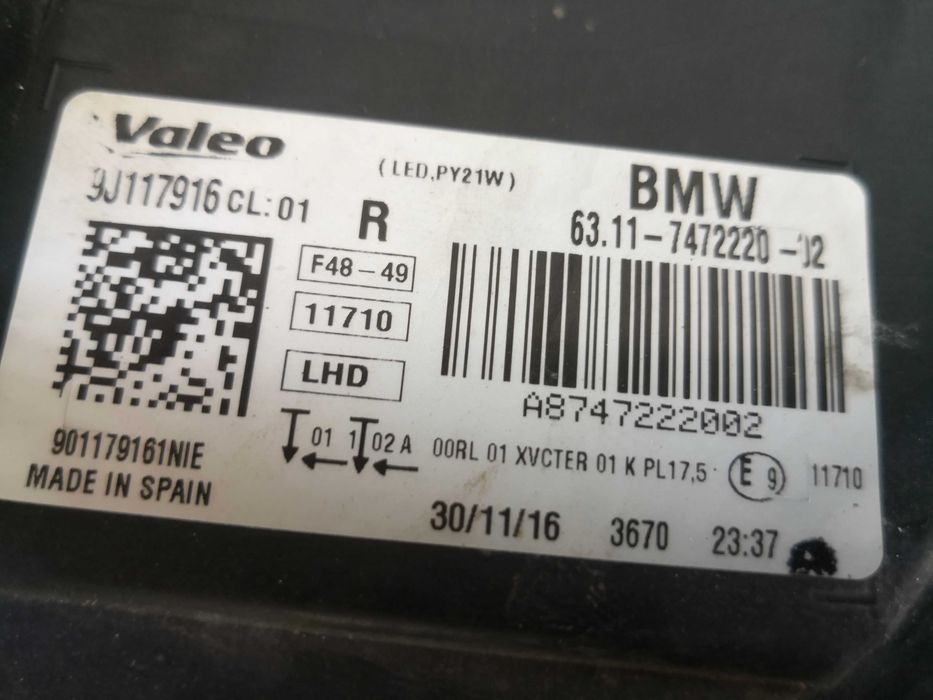 Valeo
(LED,PY21W)
BMW
9J117916 CL: 01
R
63.11-7472220-02
F48-49
11710
LHD
A8747222002
01 1 02 A 00RL 01 XVCTER 01 K PL17,5 E 9 11710
901179161NIE
MADE IN SPAIN
30/11/16 3670 23:37